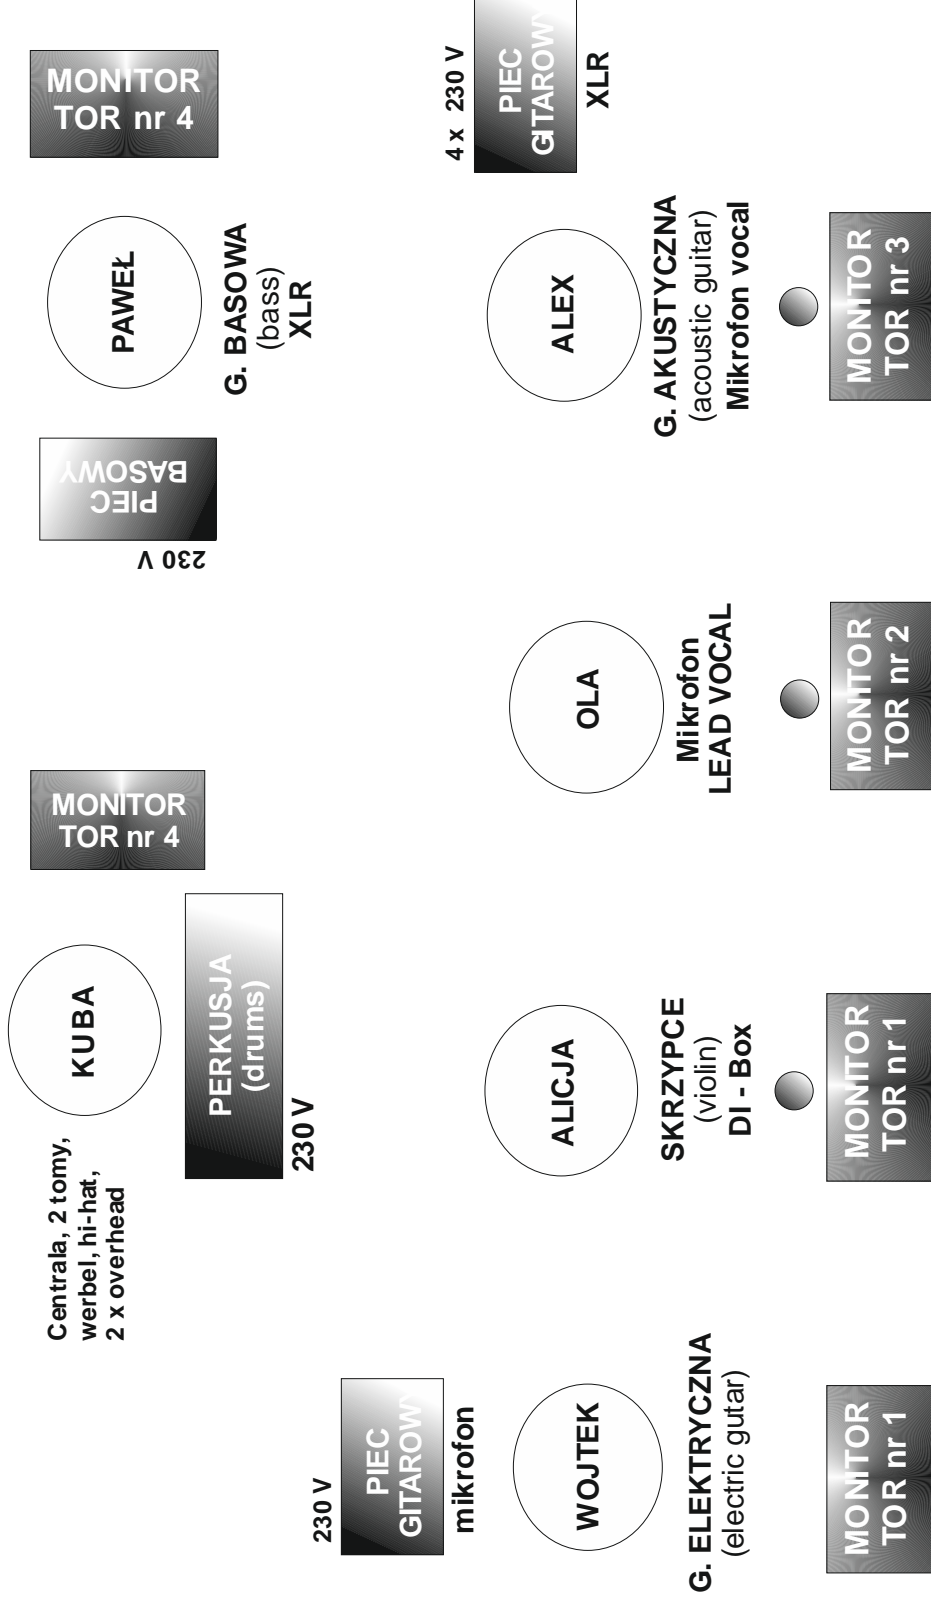 Centrala, 2 tomy,
werbel, hi-hat,
2 x overhead
KUBA
PERKUSJA
(drums)
230 V
MONITOR
TOR nr 4
PIEC
BASOWY
230 V
PAWEŁ
G. BASOWA
(bass)
XLR
MONITOR
TOR nr 4
230 V
PIEC
GITAROWY
mikrofon
WOJTEK
G. ELEKTRYCZNA
(electric gutar)
MONITOR
TOR nr 1
ALICJA
SKRZYPCE
(violin)
DI - Box
MONITOR
TOR nr 1
OLA
Mikrofon
LEAD VOCAL
MONITOR
TOR nr 2
ALEX
G. AKUSTYCZNA
(acoustic guitar)
Mikrofon vocal
MONITOR
TOR nr 3
4 x 230 V
PIEC
GITAROWY
XLR